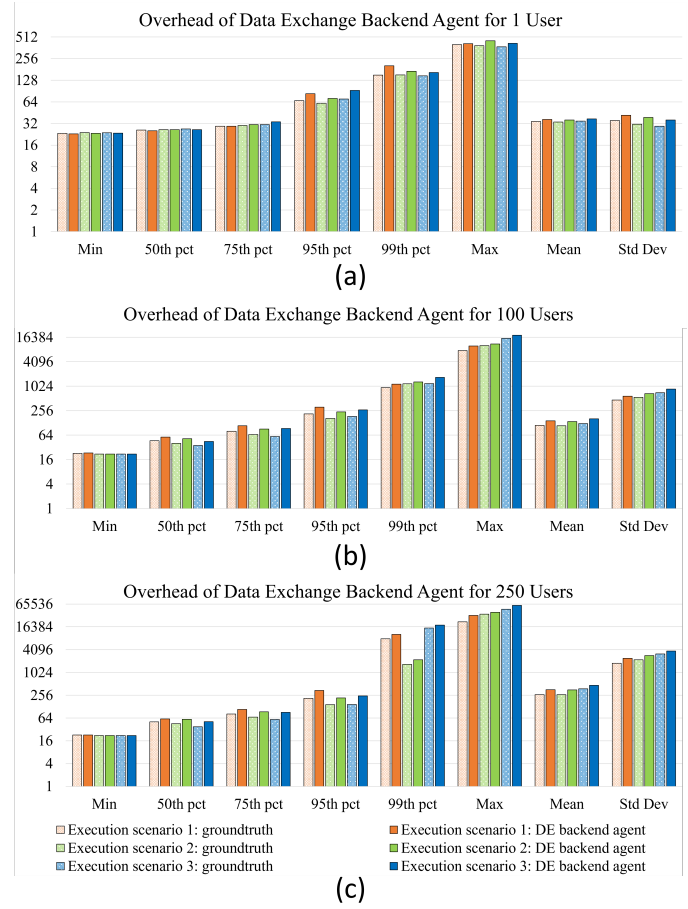 Overhead of Data Exchange Backend Agent for 1 User
512
256
128
64
32
16
8
4
2
1
Min 50th pct 75th pct 95th pct 99th pct Max Mean Std Dev
(a)
Overhead of Data Exchange Backend Agent for 100 Users
16384
4096
1024
256
64
16
4
1
Min 50th pct 75th pct 95th pct 99th pct Max Mean Std Dev
(b)
Overhead of Data Exchange Backend Agent for 250 Users
65536
16384
4096
1024
256
64
16
4
1
Min 50th pct 75th pct 95th pct 99th pct Max Mean Std Dev
Execution scenario 1: groundtruth Execution scenario 1: DE backend agent
Execution scenario 2: groundtruth Execution scenario 2: DE backend agent
Execution scenario 3: groundtruth Execution scenario 3: DE backend agent
(c)